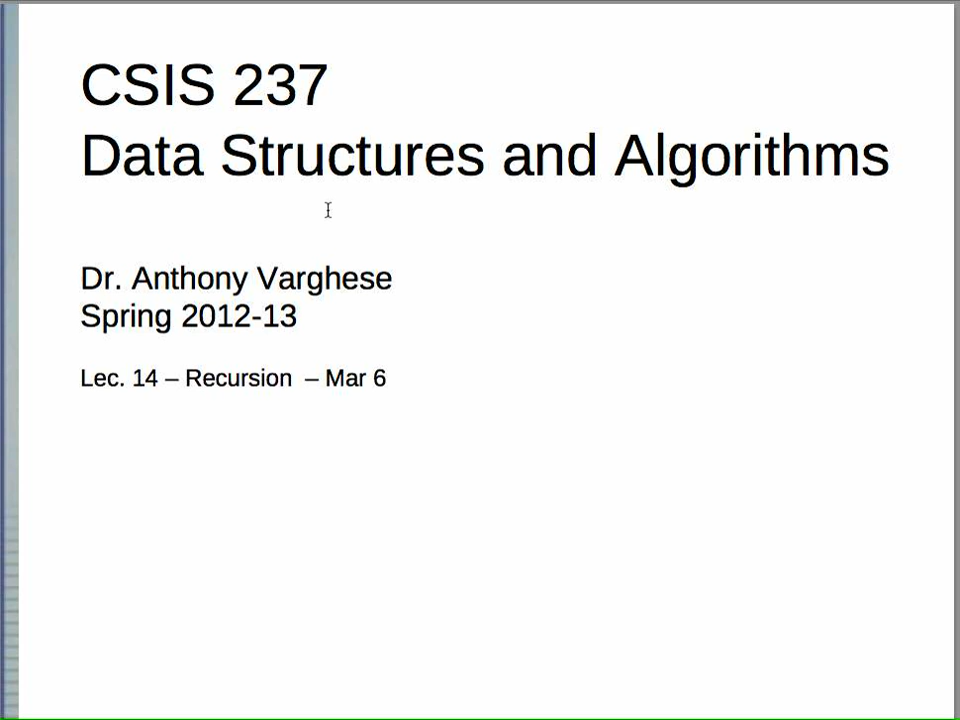 CSIS 237
Data Structures and Algorithms
Dr. Anthony Varghese
Spring 2012-13
Lec. 14 – Recursion – Mar 6